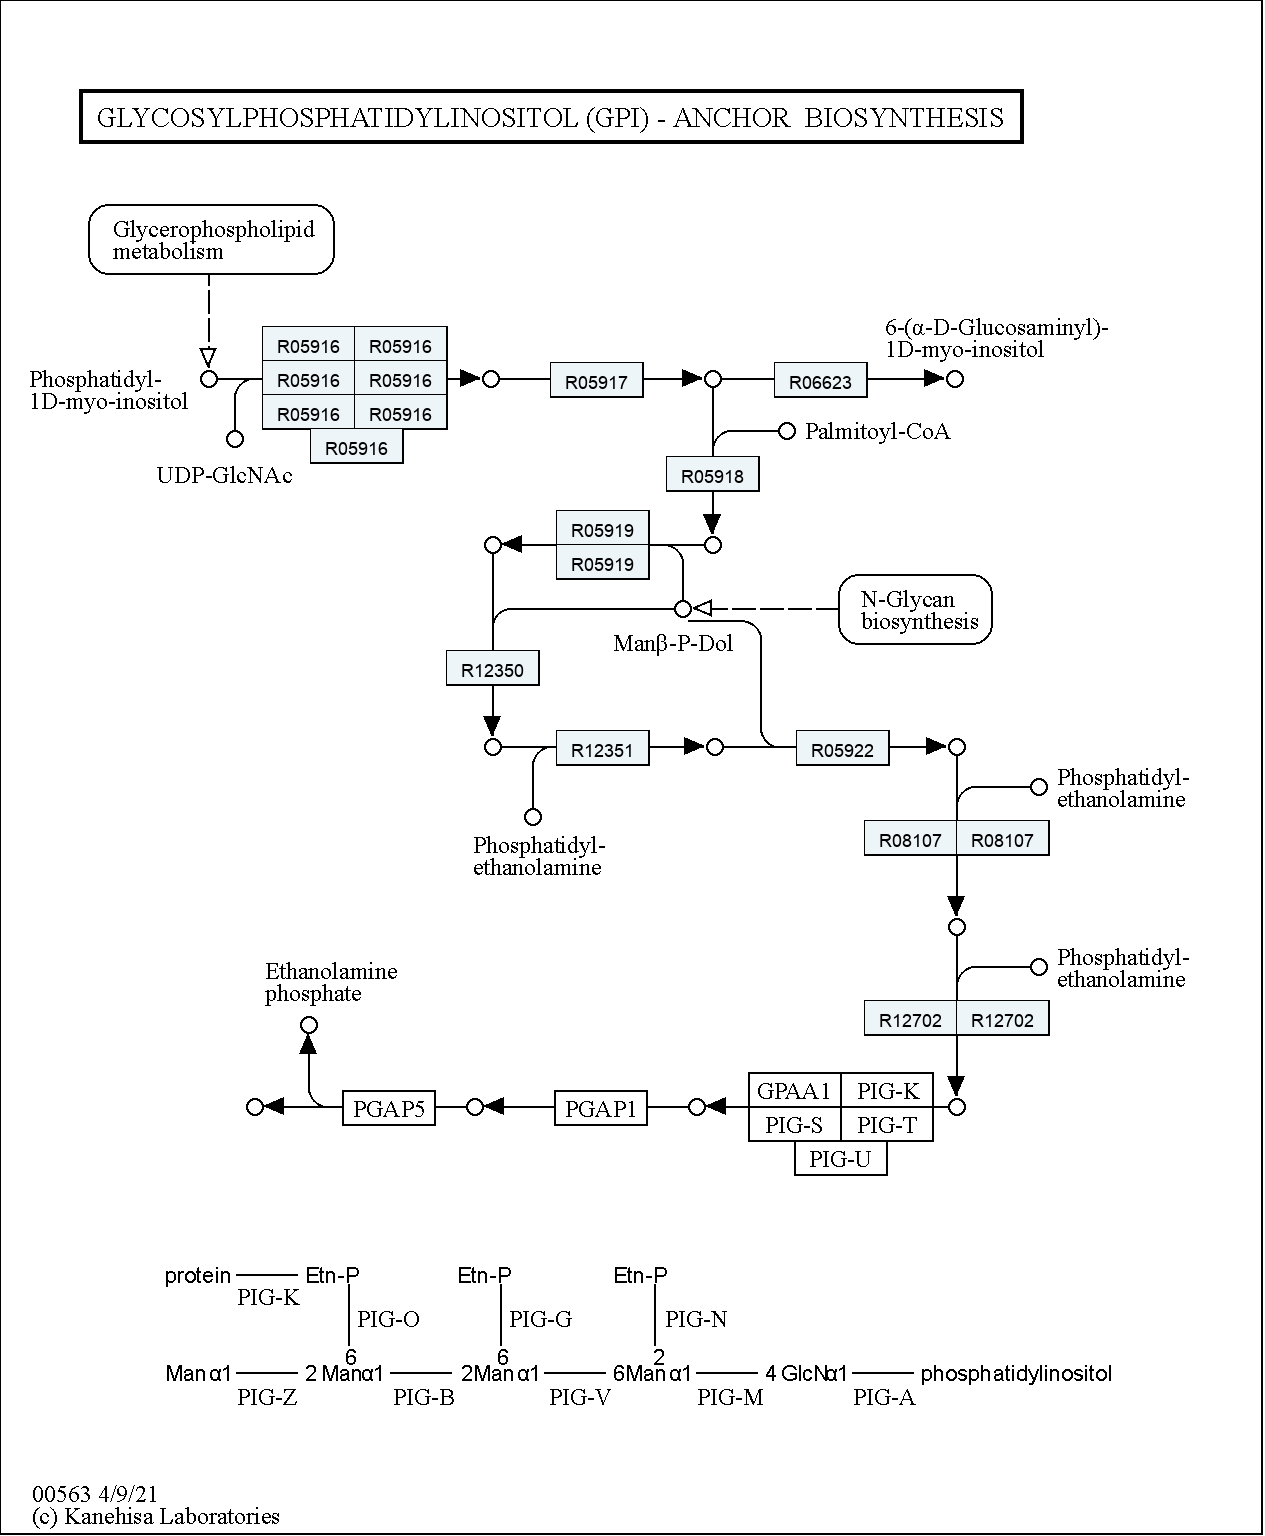 GLYCOSYLPHOSPHATIDYLINOSITOL (GPI) - ANCHOR BIOSYNTHESIS
Glycerophospholipid
metabolism
Phosphatidyl-
1D-myo-inositol
UDP-GlcNAc
R05916 R05916
R05916 R05916
R05916 R05916
R05916
R05917
R06623
6-(α-D-Glucosaminyl)-
1D-myo-inositol
Palmitoyl-CoA
R05918
R05919
R05919
N-Glycan
biosynthesis
Manβ-P-Dol
R12350
R12351
R05922
Phosphatidyl-
ethanolamine
Phosphatidyl-
ethanolamine
R08107 R08107
Phosphatidyl-
ethanolamine
R12702 R12702
Ethanolamine
phosphate
PGAP5
PGAP1
GPAA1 PIG-K
PIG-S PIG-T
PIG-U
protein Etn-P Etn-P Etn-P
PIG-K
PIG-O PIG-G PIG-N
6 6 2
Man α1 2 Manα1 2Man α1 6Man α1 4 GlcNα1 phosphatidylinositol
PIG-Z PIG-B PIG-V PIG-M PIG-A
00563 4/9/21
(c) Kanehisa Laboratories